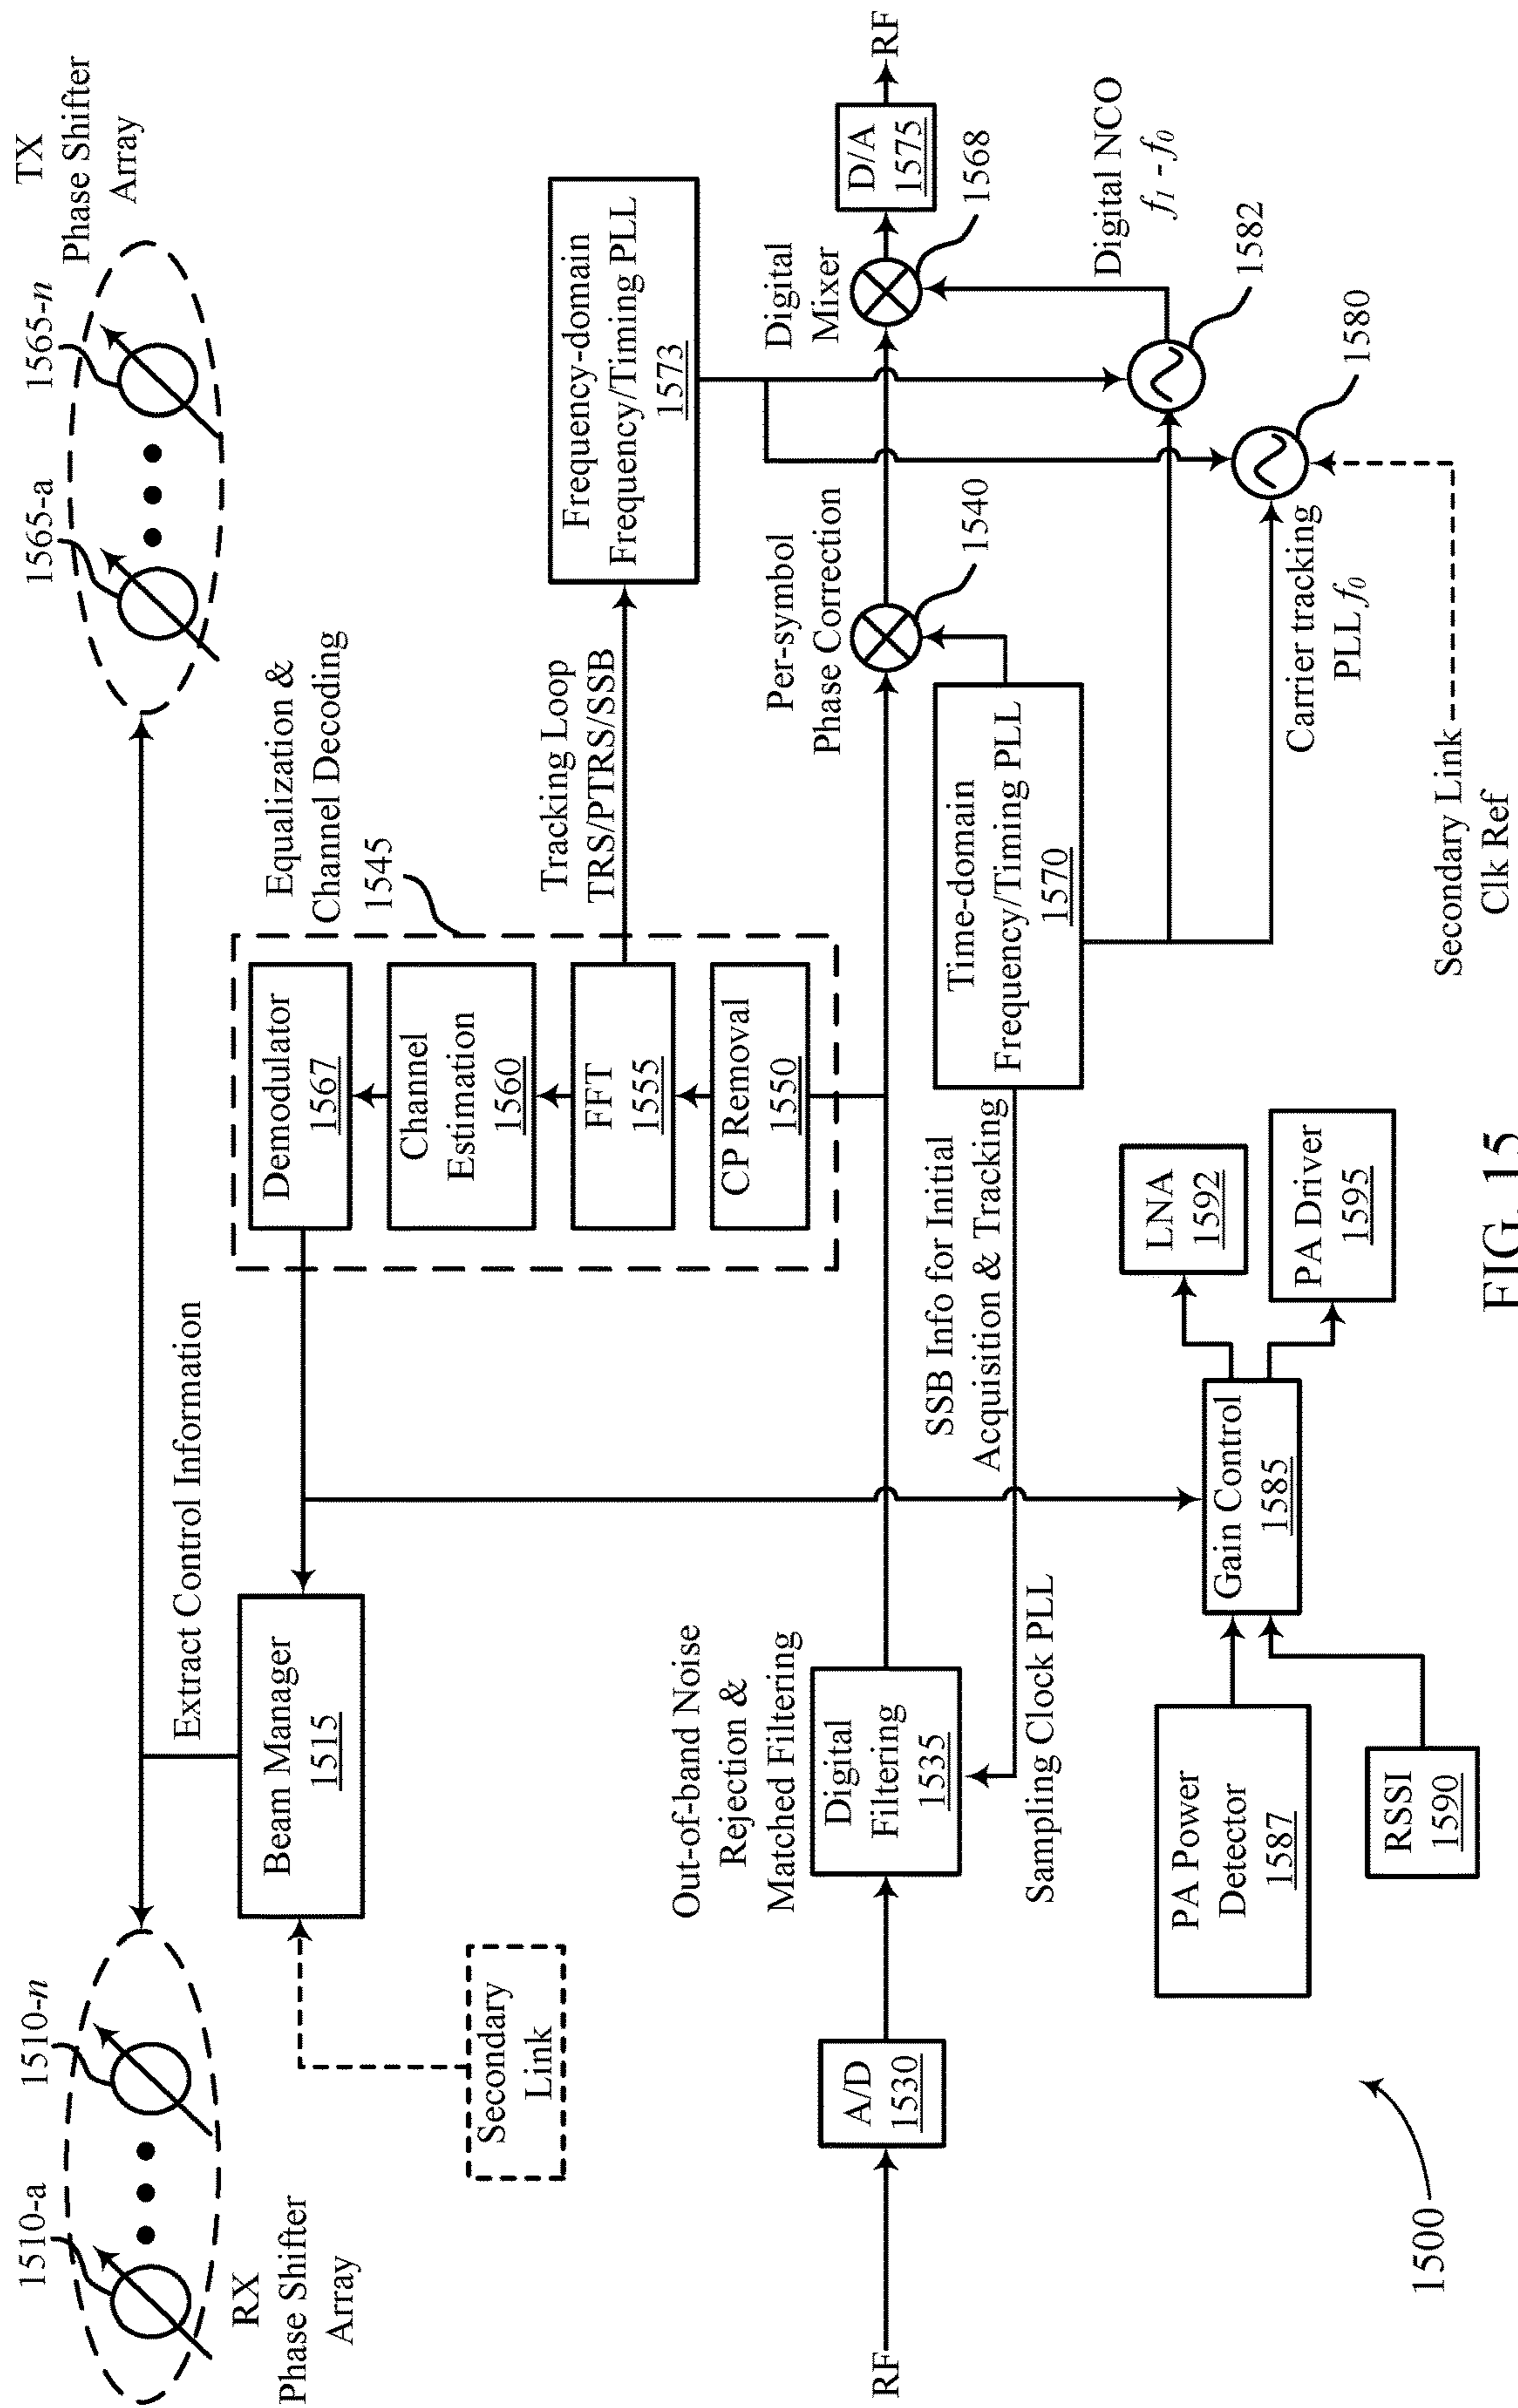 1510-a
1510-n
RX
Phase Shifter
Array
1565-a
1565-n
TX
Phase Shifter
Array
Extract Control Information
Beam Manager
1515
Secondary
Link
Equalization &
Channel Decoding
1545
Demodulator
1567
Channel
Estimation
1560
FFT
1555
CP Removal
1550
Tracking Loop
TRS/PTRS/SSB
Frequency-domain
Frequency/Timing PLL
1573
RF
A/D
1530
Out-of-band Noise
Rejection &
Matched Filtering
Digital
Filtering
1535
Sampling Clock PLL
SSB Info for Initial
Acquisition & Tracking
Per-symbol
Phase Correction
1540
Time-domain
Frequency/Timing PLL
1570
Digital
Mixer
1568
D/A
1575
RF
Digital NCO
f1 - f0
1582
1580
Carrier tracking
PLL f0
Secondary Link
Clk Ref
PA Power
Detector
1587
RSSI
1590
Gain Control
1585
LNA
1592
PA Driver
1595
1500
FIG. 15